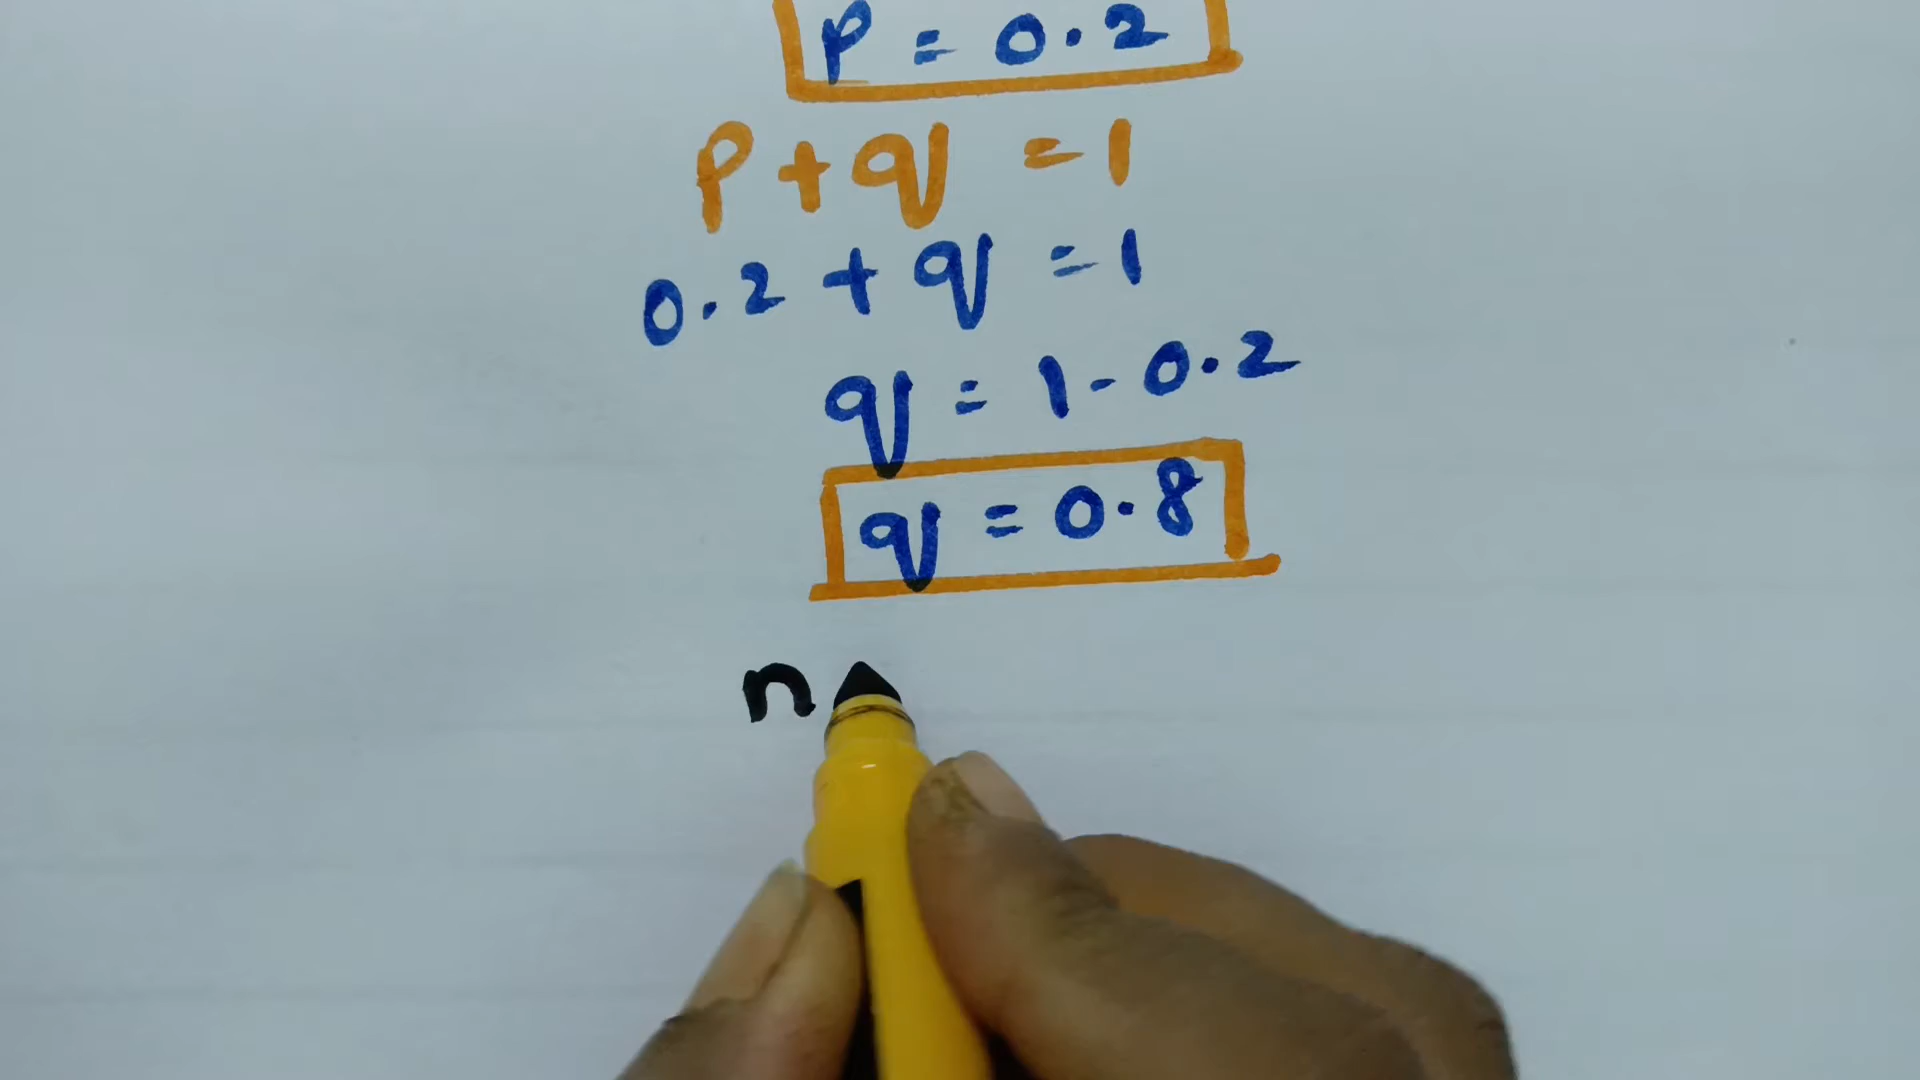 P = 0.2
P + q = 1
0.2 + q = 1
q = 1 - 0.2
q = 0.8
n